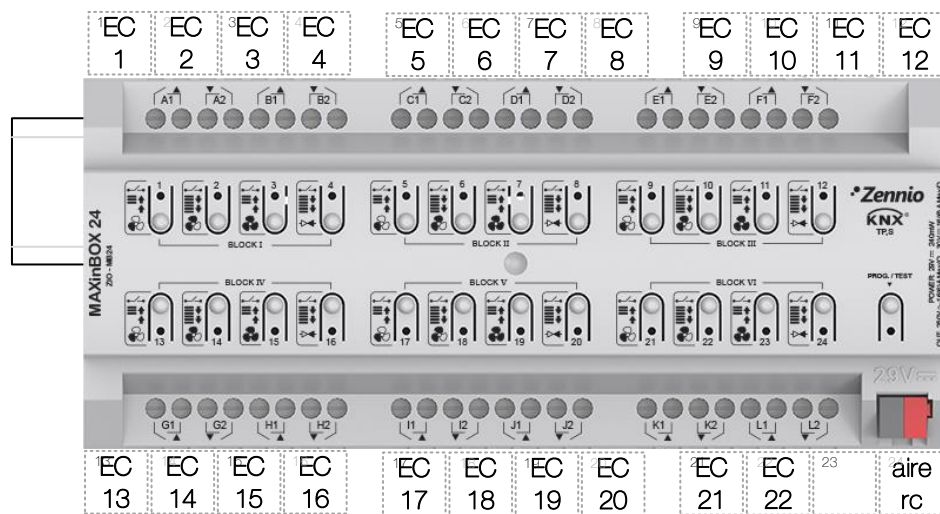 EC EC EC EC EC EC EC EC EC EC EC EC
1 2 3 4 5 6 7 8 9 10 11 12
A1 A2 B1 B2 C1 C2 D1 D2 E1 E2 F1 F2
1 2 3 4 5 6 7 8 9 10 11 12
BLOCK I BLOCK II BLOCK III
Zennio
KNX®
TP,S
MAXinBOX 24
ZIO-MB24
POWER: 29V
240mW
PROG. / TEST
BLOCK IV BLOCK V BLOCK VI
13 14 15 16 17 18 19 20 21 22 23 24
29V
G1 G2 H1 H2 I1 I2 J1 J2 K1 K2 L1 L2
EC EC EC EC EC EC EC EC EC EC 23 aire
13 14 15 16 17 18 19 20 21 22 rc